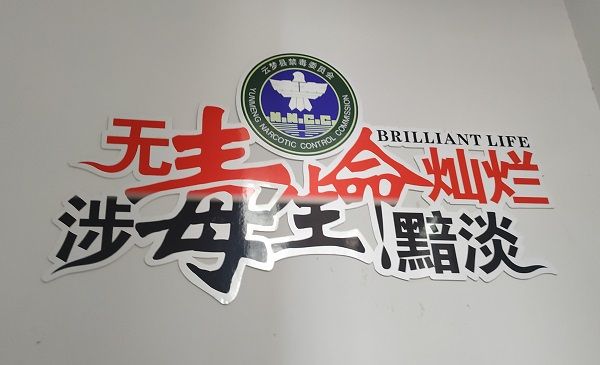 云梦县禁毒委员会
YUNMENG NARCOTIC CONTROL COMMISSION
N.N.C.C
BRILLIANT LIFE
无毒生命灿烂
涉毒生命黯淡